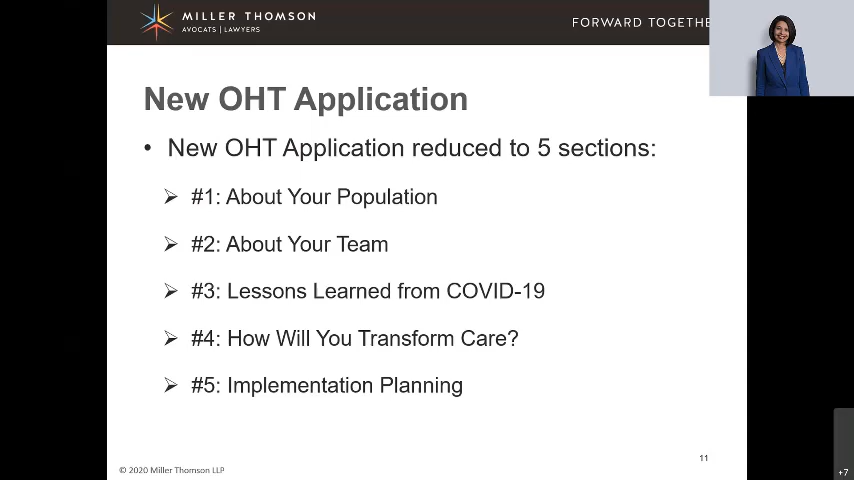 MILLER THOMSON
AVOCATS | LAWYERS
FORWARD TOGETHE
New OHT Application
• New OHT Application reduced to 5 sections:
➢ #1: About Your Population
➢ #2: About Your Team
➢ #3: Lessons Learned from COVID-19
➢ #4: How Will You Transform Care?
➢ #5: Implementation Planning
11
© 2020 Miller Thomson LLP
+7